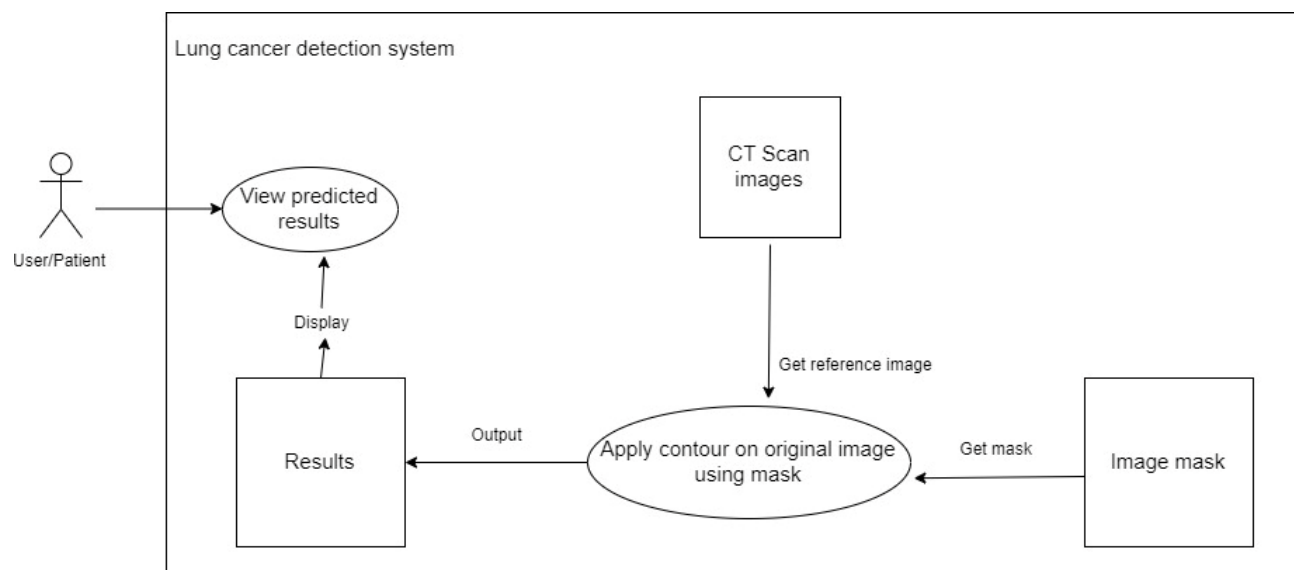 Lung cancer detection system
CT Scan
images
View predicted
results
User/Patient
Display
Get reference image
Results
Output
Apply contour on original image
using mask
Get mask
Image mask